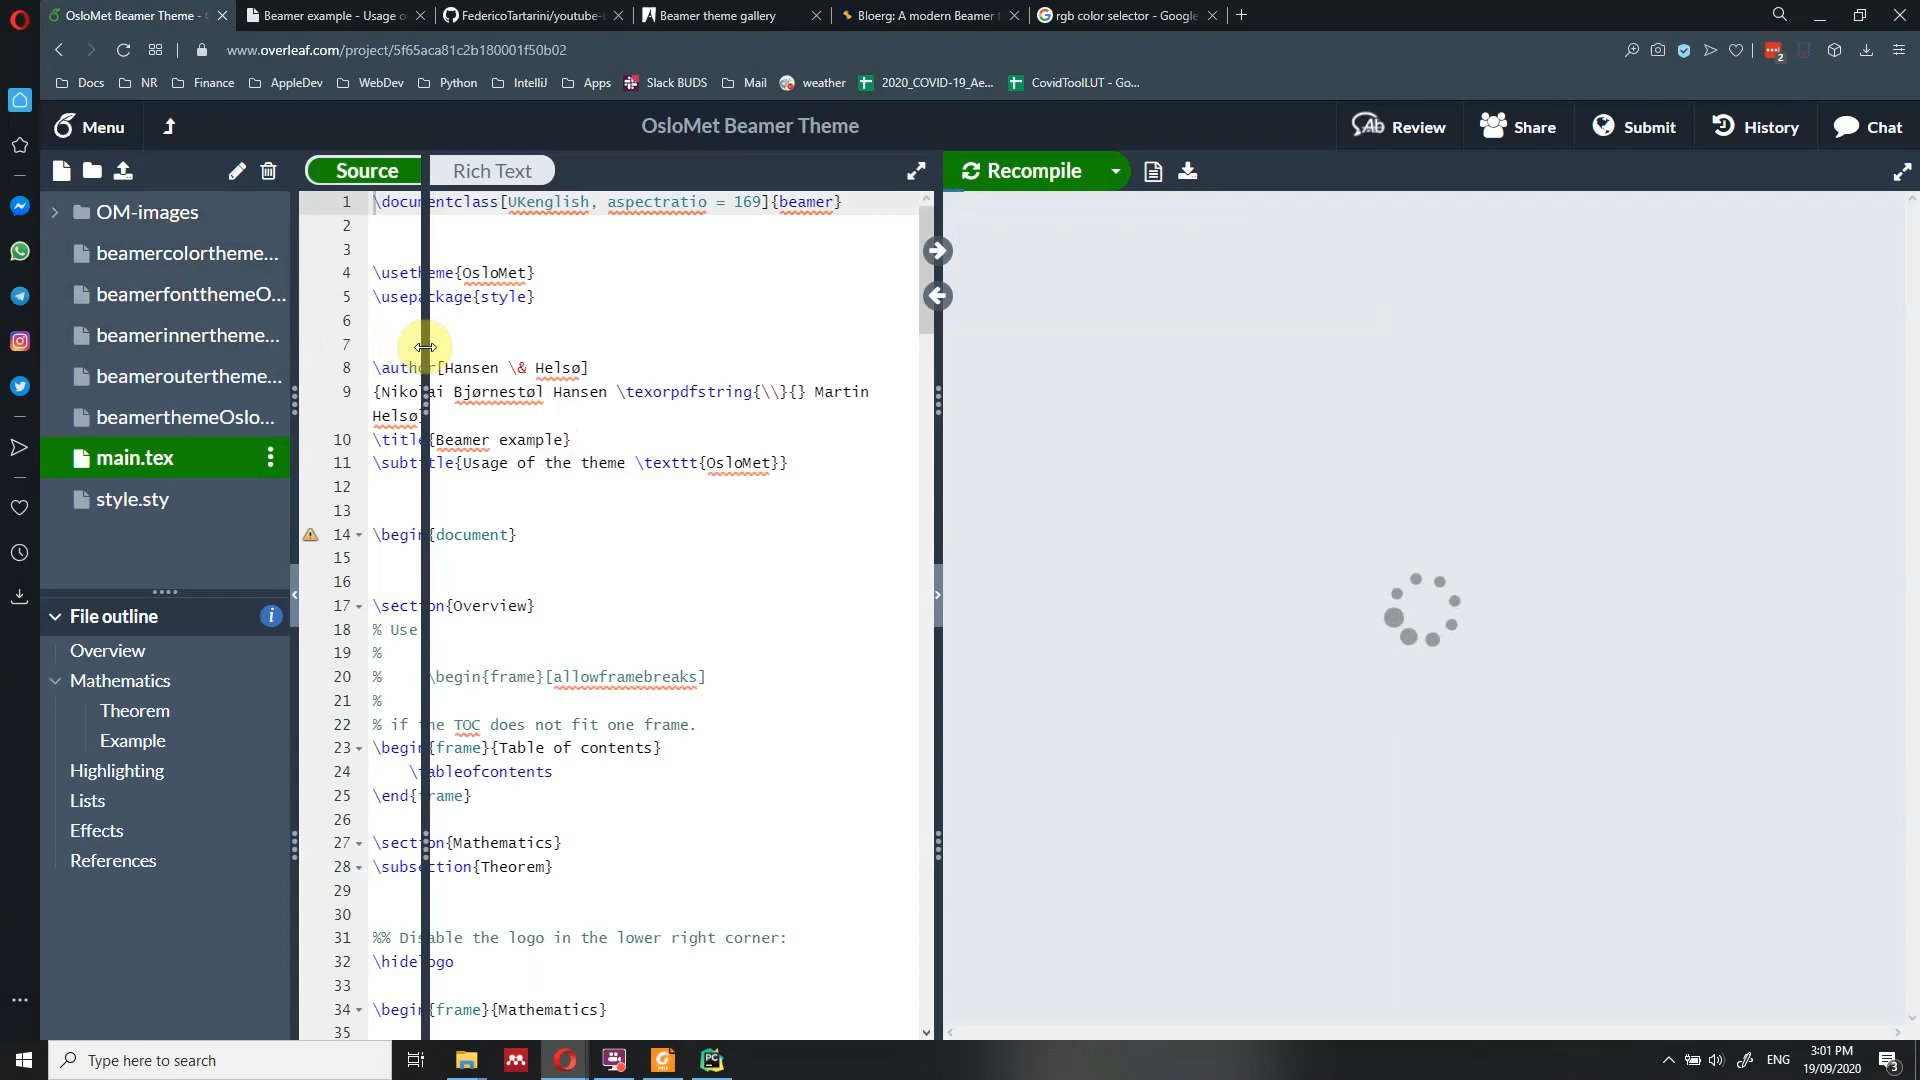 OsloMet Beamer Theme -
Beamer example - Usage o
FedericoTartarini/youtube-
Beamer theme gallery
Bloerg: A modern Beamer
rgb color selector - Google
www.overleaf.com/project/5f65aca81c2b180001f50b02
2
Docs
NR
Finance
AppleDev
WebDev
Python
IntelliJ
Apps
Slack BUDS
Mail
weather
2020_COVID-19_Ae...
CovidToolLUT - Go...
Menu
OsloMet Beamer Theme
Review
Share
Submit
History
Chat
Source
Rich Text
Recompile
OM-images
beamercolortheme...
beamerfontthemeO...
beamerinnertheme...
beameroutertheme...
beamerthemeOslo...
main.tex
style.sty
File outline
Overview
Mathematics
Theorem
Example
Highlighting
Lists
Effects
References
1 \documentclass[UKenglish, aspectratio = 169]{beamer}
2
3
4 \usetheme{OsloMet}
5 \usepackage{style}
6
7
8 \author[Hansen \& Helsø]
9 {Nikolai Bjørnestøl Hansen \texorpdfstring{\\}{} Martin
Helsø}
10 \title{Beamer example}
11 \subtitle{Usage of the theme \texttt{OsloMet}}
12
13
14 \begin{document}
15
16
17 \section{Overview}
18 % Use
19 %
20 % \begin{frame}[allowframebreaks]
21 %
22 % if the TOC does not fit one frame.
23 \begin{frame}{Table of contents}
24 \tableofcontents
25 \end{frame}
26
27 \section{Mathematics}
28 \subsection{Theorem}
29
30
31 %% Disable the logo in the lower right corner:
32 \hidelogo
33
34 \begin{frame}{Mathematics}
35
Type here to search
ENG
3:01 PM
19/09/2020
3